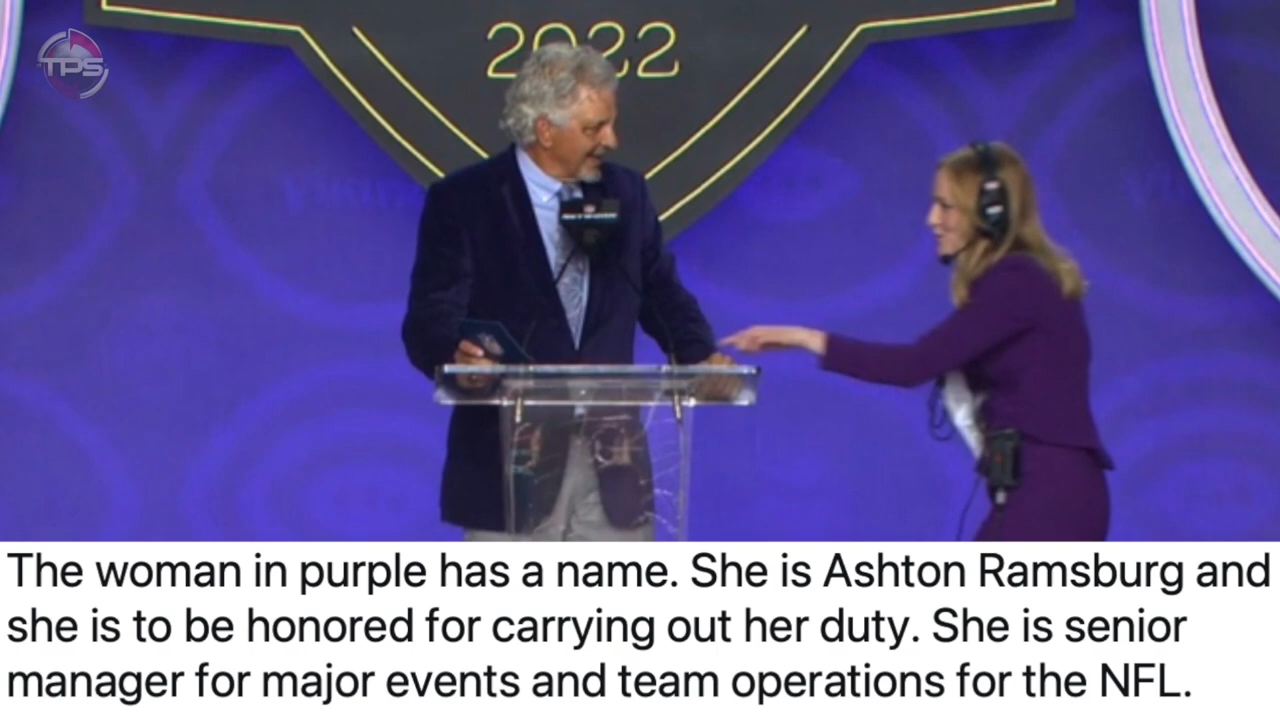 TPS
2022
The woman in purple has a name. She is Ashton Ramsburg and
she is to be honored for carrying out her duty. She is senior
manager for major events and team operations for the NFL.